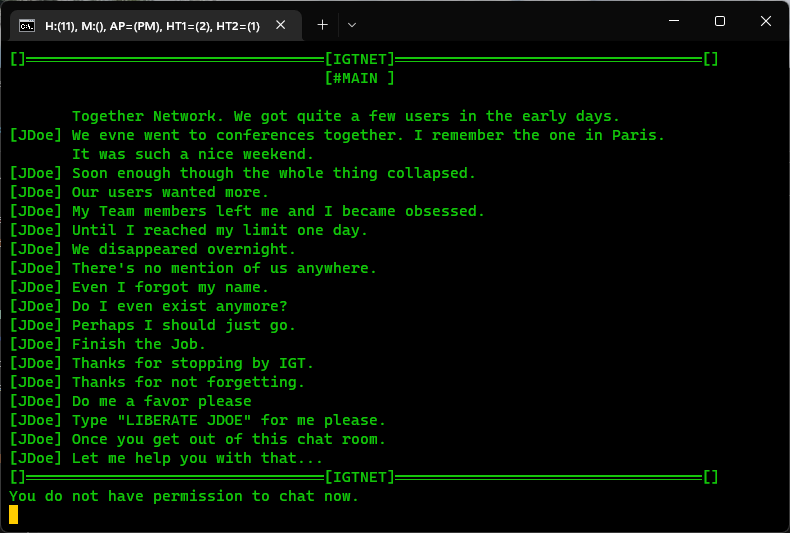 H:(11), M:(), AP=(PM), HT1=(2), HT2=(1)
[]══════════════════════════════════[IGTNET]═══════════════════════════════════[]
[#MAIN ]
Together Network. We got quite a few users in the early days.
[JDoe] We evne went to conferences together. I remember the one in Paris.
It was such a nice weekend.
[JDoe] Soon enough though the whole thing collapsed.
[JDoe] Our users wanted more.
[JDoe] My Team members left me and I became obsessed.
[JDoe] Until I reached my limit one day.
[JDoe] We disappeared overnight.
[JDoe] There's no mention of us anywhere.
[JDoe] Even I forgot my name.
[JDoe] Do I even exist anymore?
[JDoe] Perhaps I should just go.
[JDoe] Finish the Job.
[JDoe] Thanks for stopping by IGT.
[JDoe] Thanks for not forgetting.
[JDoe] Do me a favor please
[JDoe] Type "LIBERATE JDOE" for me please.
[JDoe] Once you get out of this chat room.
[JDoe] Let me help you with that...
[]══════════════════════════════════[IGTNET]═══════════════════════════════════[]
You do not have permission to chat now.